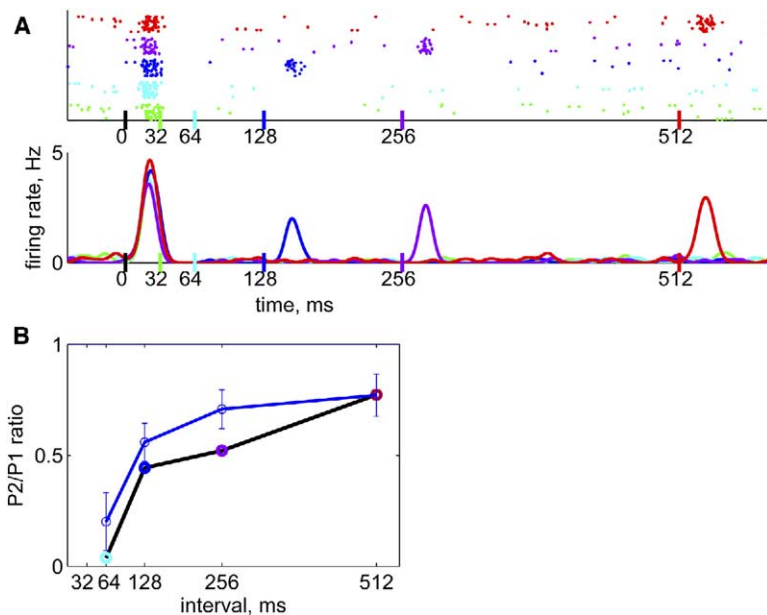 A
0 32 64 128 256 512
firing rate, Hz
5
0
0 32 64 128 256 512
time, ms
B
P2/P1 ratio
1
0.5
0
32 64 128 256 512
interval, ms